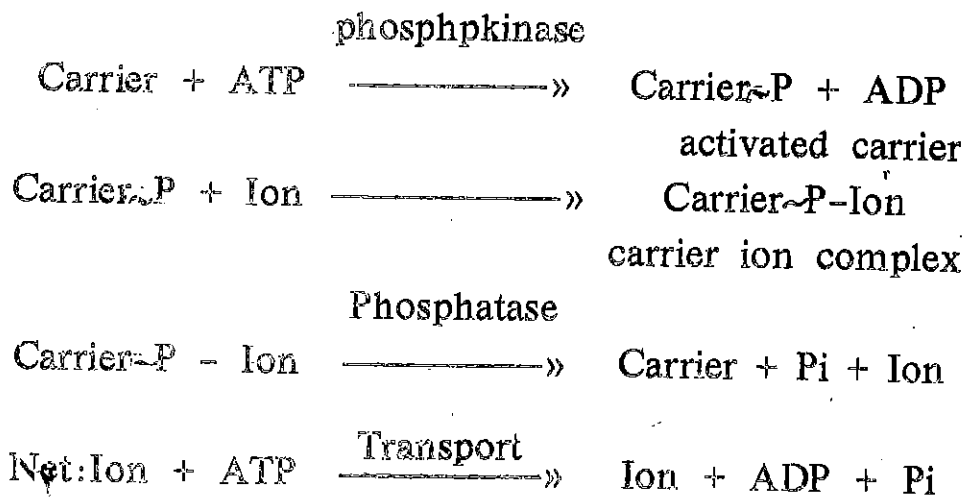 phosphpkinase
Carrier + ATP ———» Carrier~P + ADP
activated carrier
Carrier~P + Ion ———» Carrier~P-Ion
carrier ion complex
Phosphatase
Carrier~P - Ion ———» Carrier + Pi + Ion
Transport
Net:Ion + ATP ———» Ion + ADP + Pi